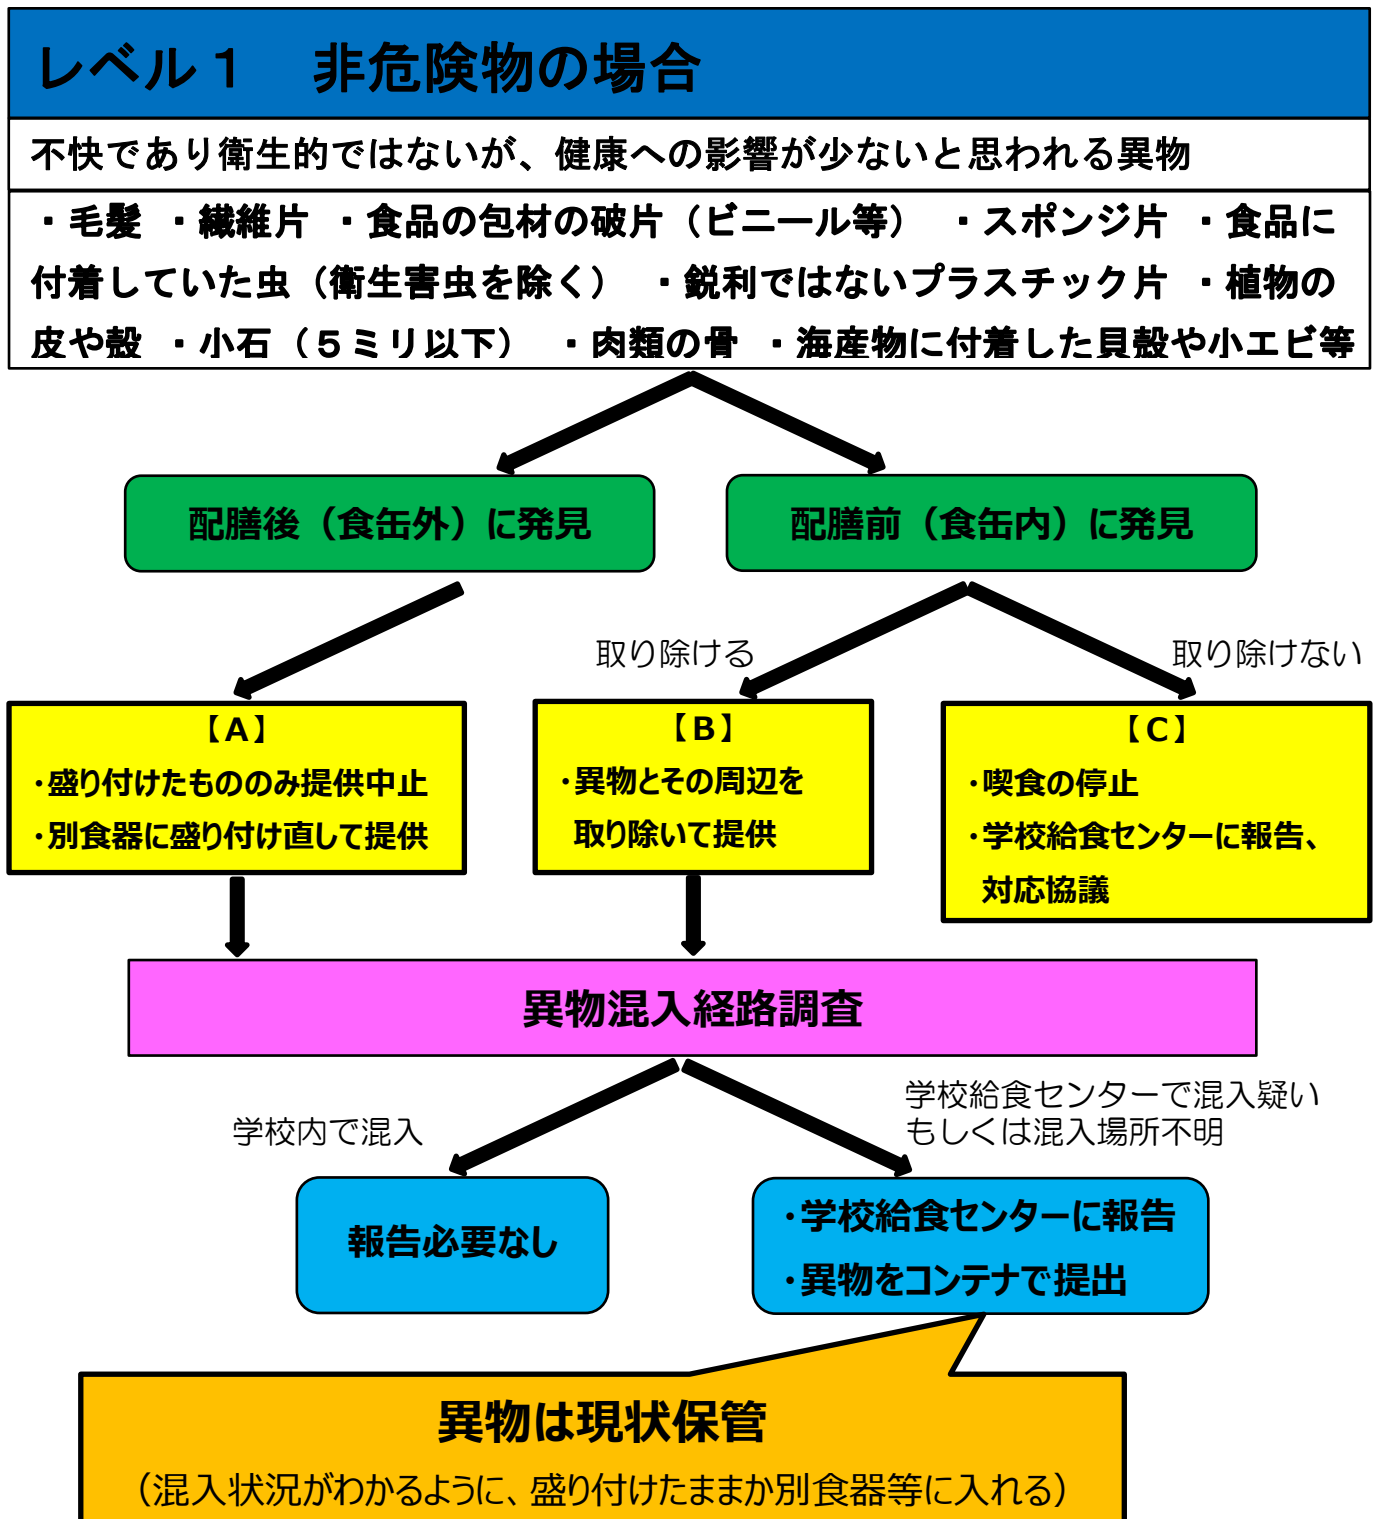 レベル１　非危険物の場合
不快であり衛生的ではないが、健康への影響が少ないと思われる異物
・毛髪 ・繊維片 ・食品の包材の破片（ビニール等） ・スポンジ片 ・食品に
付着していた虫（衛生害虫を除く） ・鋭利ではないプラスチック片 ・植物の
皮や殻 ・小石（５ミリ以下） ・肉類の骨 ・海産物に付着した貝殻や小エビ等
配膳後（食缶外）に発見
配膳前（食缶内）に発見
取り除ける
取り除けない
【A】
・盛り付けたもののみ提供中止
・別食器に盛り付け直して提供
【B】
・異物とその周辺を
取り除いて提供
【C】
・喫食の停止
・学校給食センターに報告、
対応協議
異物混入経路調査
学校内で混入
学校給食センターで混入疑い
もしくは混入場所不明
報告必要なし
・学校給食センターに報告
・異物をコンテナで提出
異物は現状保管
（混入状況がわかるように、盛り付けたままか別食器等に入れる）